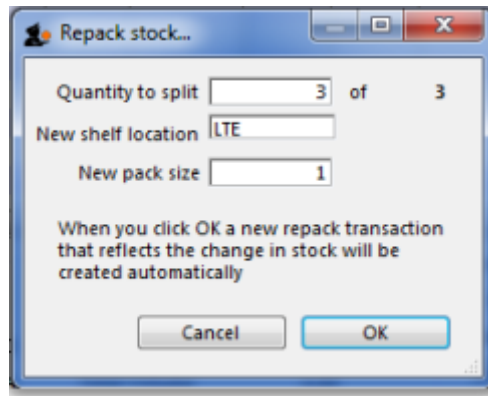 Repack stock...
Quantity to split 3 of 3
New shelf location LTE
New pack size 1
When you click OK a new repack transaction
that reflects the change in stock will be
created automatically
Cancel OK